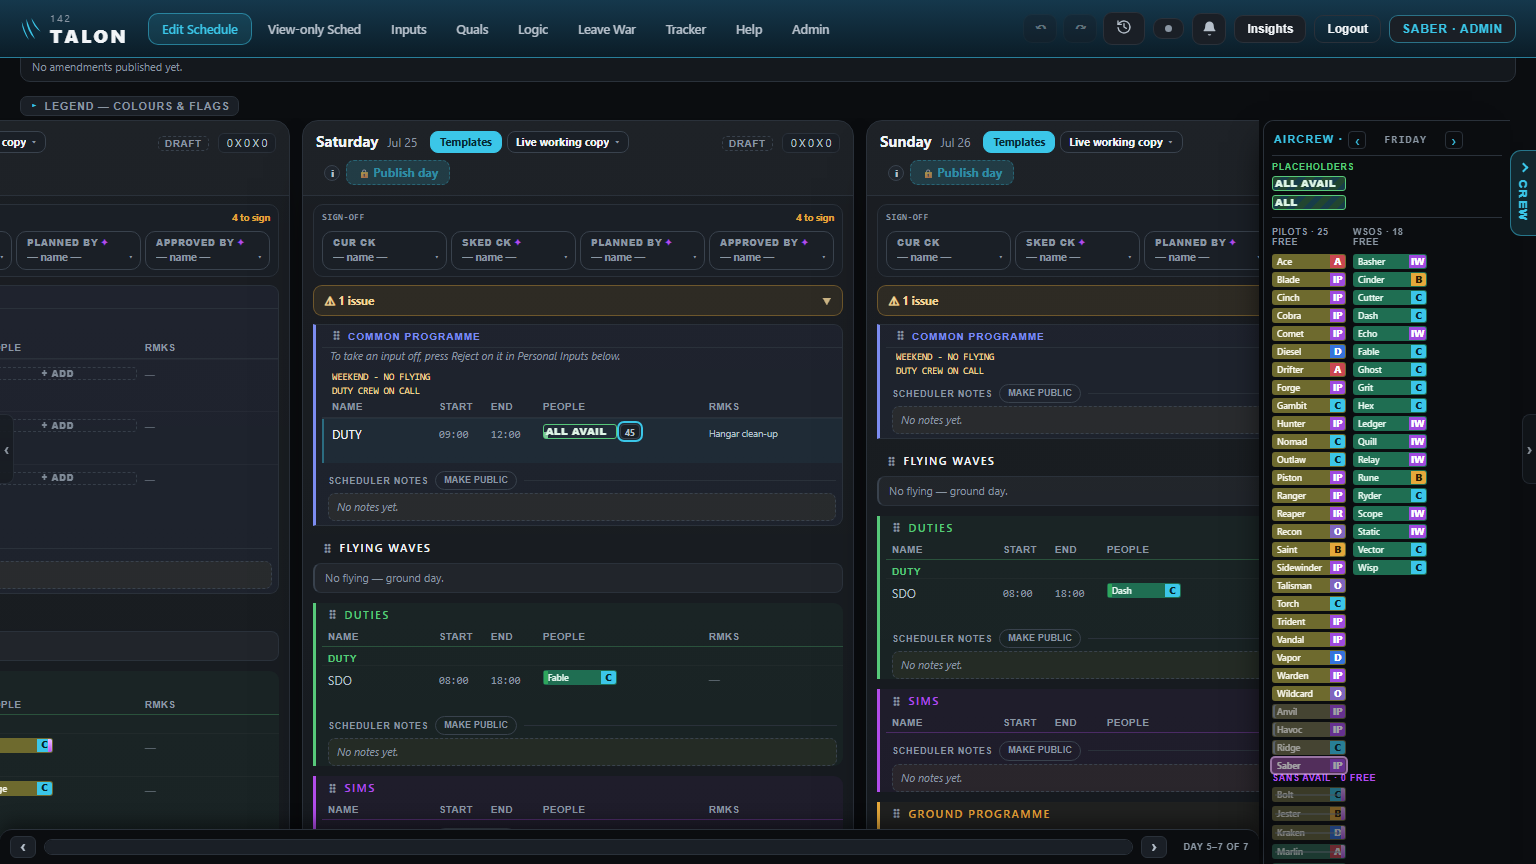 142
TALON
Edit Schedule
View-only Sched
Inputs
Quals
Logic
Leave War
Tracker
Help
Admin
Insights
Logout
SABER · ADMIN
No amendments published yet.
LEGEND — COLOURS & FLAGS
copy
DRAFT
0X0X0
4 to sign
PLANNED BY
— name —
APPROVED BY
— name —
PLE
RMKS
+ ADD
—
+ ADD
—
+ ADD
—
PLE
RMKS
C
—
ge
C
—
Saturday
Jul 25
Templates
Live working copy
DRAFT
0X0X0
i
Publish day
SIGN-OFF
4 to sign
CUR CK
— name —
SKED CK
— name —
PLANNED BY
— name —
APPROVED BY
— name —
1 issue
COMMON PROGRAMME
To take an input off, press Reject on it in Personal Inputs below.
WEEKEND - NO FLYING
DUTY CREW ON CALL
NAME START END PEOPLE RMKS
DUTY 09:00 12:00 ALL AVAIL 45 Hangar clean-up
SCHEDULER NOTES MAKE PUBLIC
No notes yet.
FLYING WAVES
No flying — ground day.
DUTIES
NAME START END PEOPLE RMKS
DUTY
SDO 08:00 18:00 Fable C —
SCHEDULER NOTES MAKE PUBLIC
No notes yet.
SIMS
NAME START END PEOPLE RMKS
Sunday
Jul 26
Templates
Live working copy
i
Publish day
SIGN-OFF
CUR CK
— name —
SKED CK
— name —
PLANNED BY
— name —
1 issue
COMMON PROGRAMME
WEEKEND - NO FLYING
DUTY CREW ON CALL
SCHEDULER NOTES MAKE PUBLIC
No notes yet.
FLYING WAVES
No flying — ground day.
DUTIES
NAME START END PEOPLE
DUTY
SDO 08:00 18:00 Dash C
SCHEDULER NOTES MAKE PUBLIC
No notes yet.
SIMS
NAME START END PEOPLE
SCHEDULER NOTES MAKE PUBLIC
No notes yet.
GROUND PROGRAMME
AIRCREW ·
‹
FRIDAY
›
CREW
PLACEHOLDERS
ALL AVAIL
ALL
PILOTS · 25 FREE
Ace A
Blade IP
Cinch IP
Cobra IP
Comet IP
Diesel D
Drifter A
Forge IP
Gambit C
Hunter IP
Nomad C
Outlaw C
Piston IP
Ranger IP
Reaper IR
Recon O
Saint B
Sidewinder IP
Talisman O
Torch C
Trident IP
Vandal IP
Vapor D
Warden IP
Wildcard O
Anvil IP
Havoc IP
Ridge C
Saber IP
WSOS · 18 FREE
Basher IW
Cinder B
Cutter C
Dash C
Echo IW
Fable C
Ghost C
Grit C
Hex C
Ledger IW
Quill IW
Relay IW
Rune B
Ryder C
Scope IW
Static IW
Vector C
Wisp C
SANS AVAIL · 0 FREE
Bolt C
Jester B
Kraken D
Marlin A
DAY 5–7 OF 7